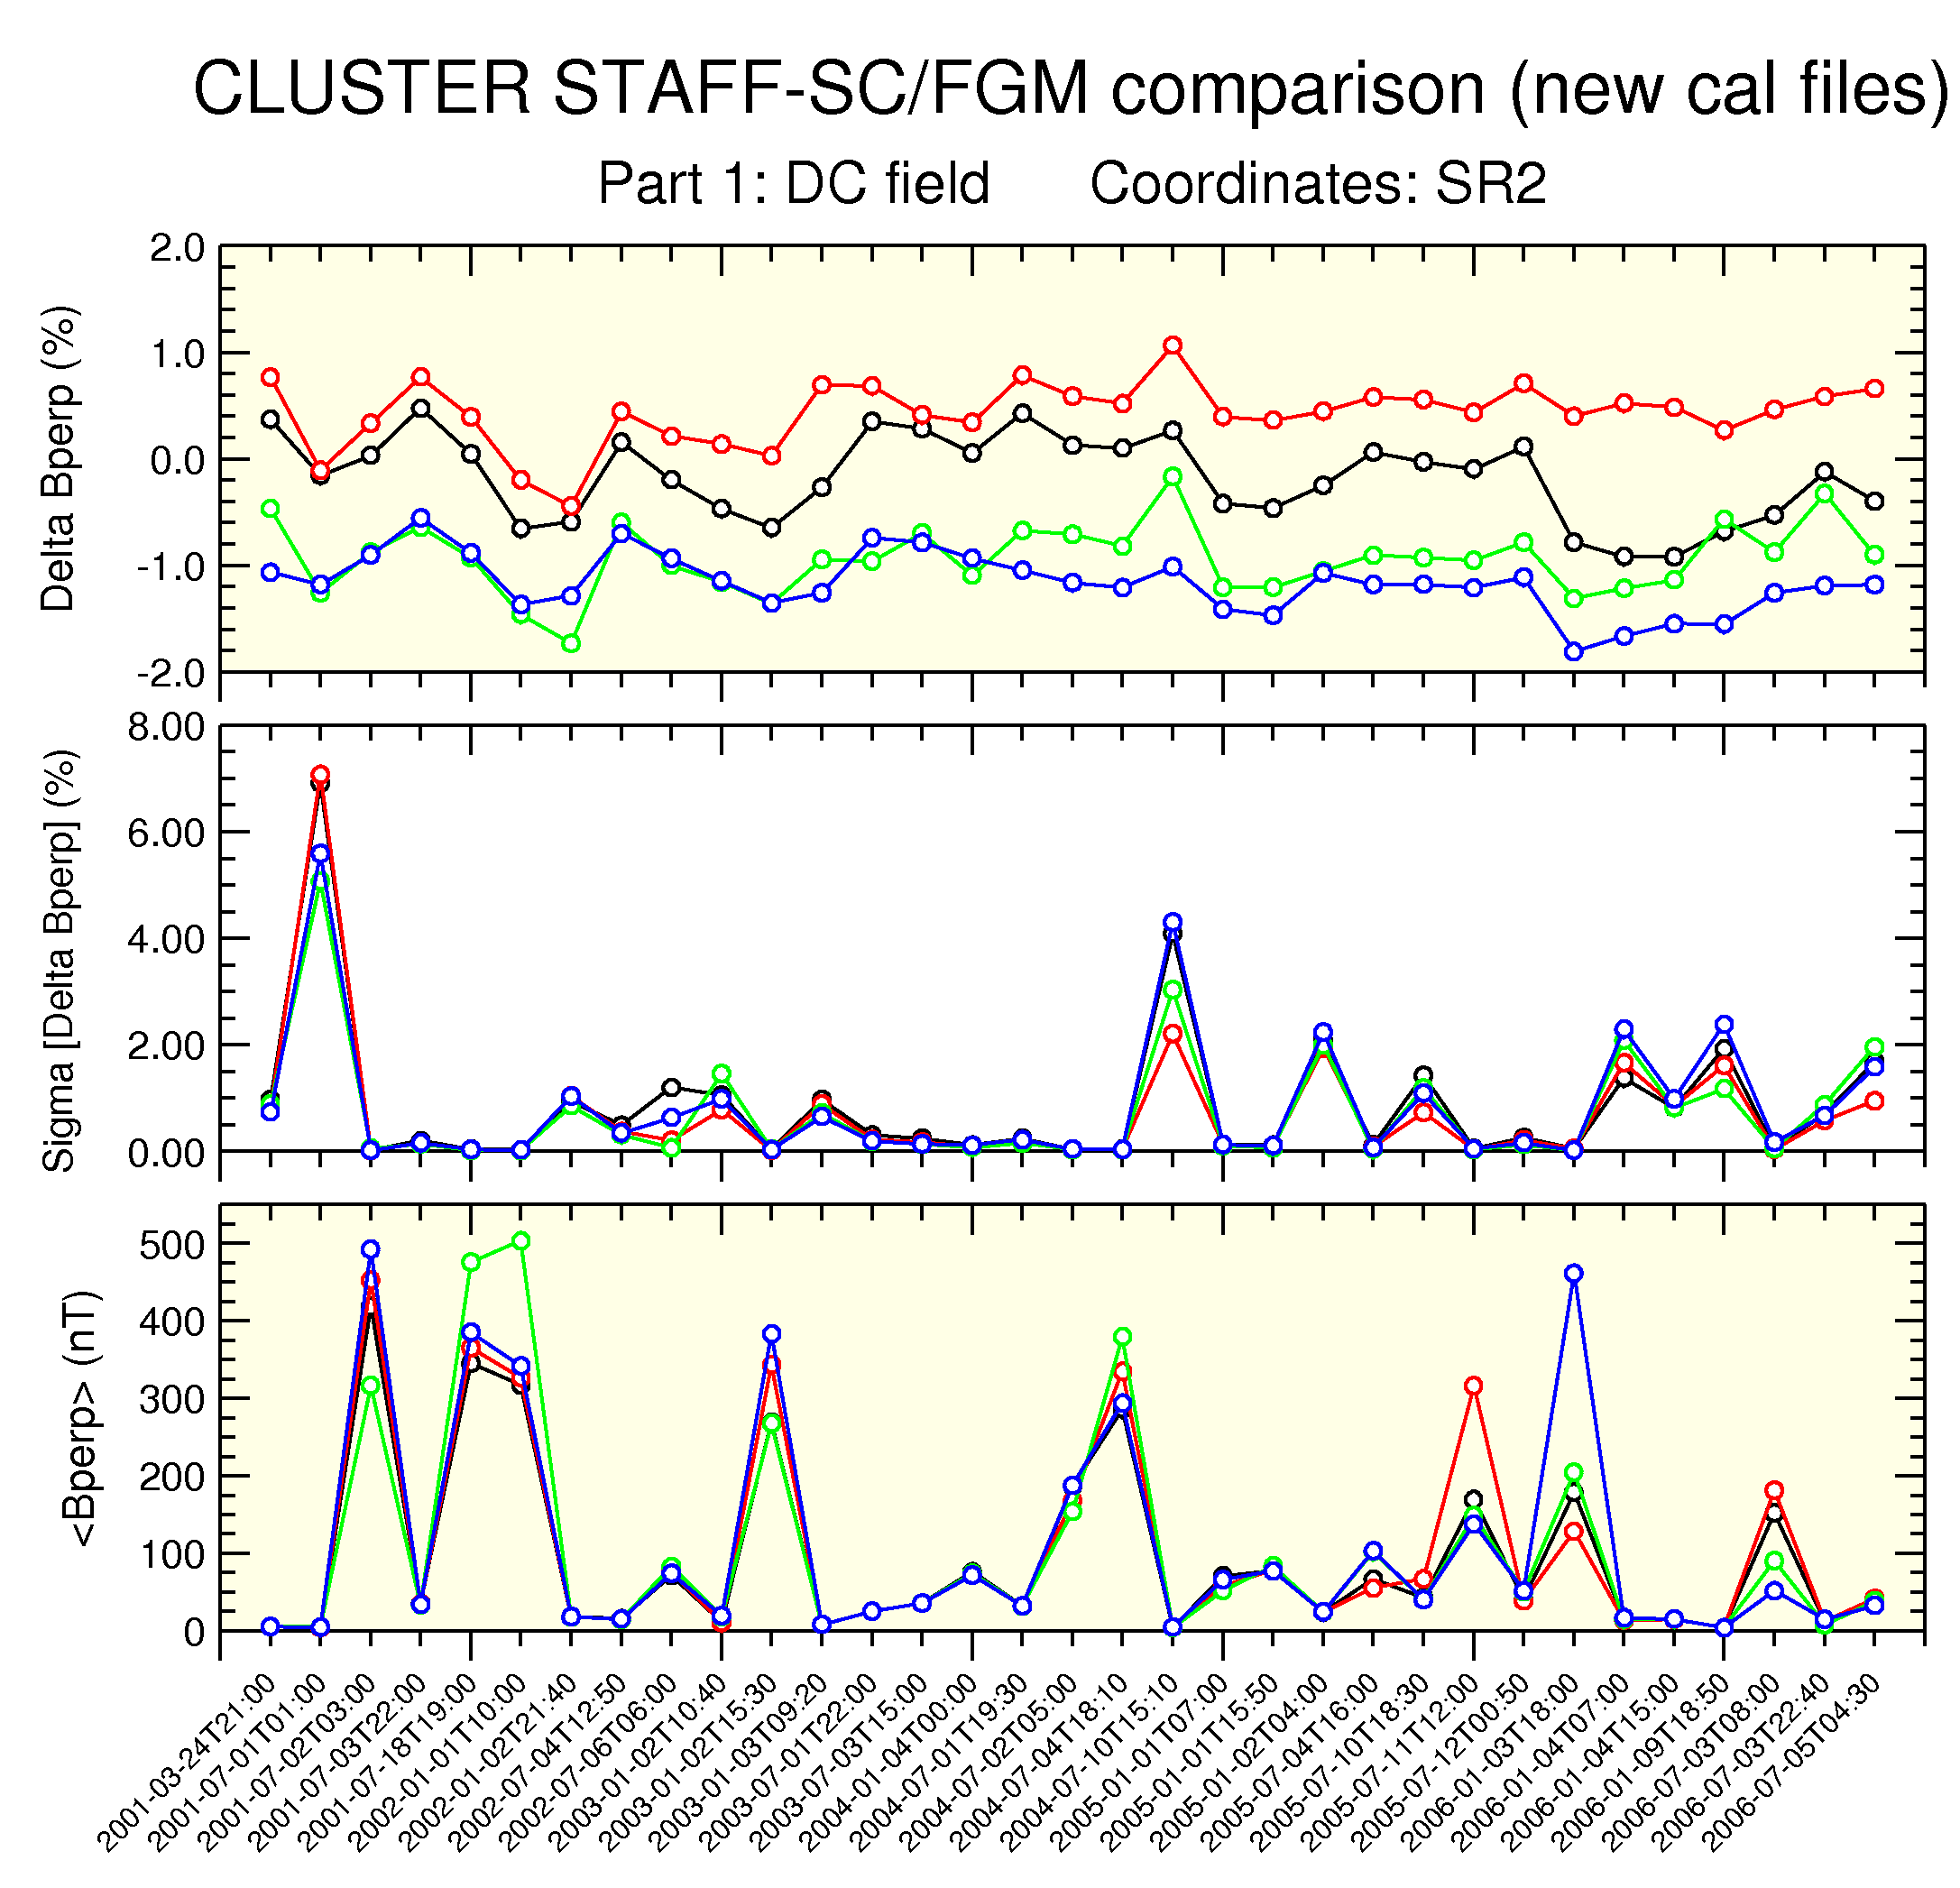 CLUSTER STAFF-SC/FGM comparison (new cal files)
Part 1: DC field Coordinates: SR2
Delta Bperp (%)
2.0
1.0
0.0
-1.0
-2.0
Sigma [Delta Bperp] (%)
8.00
6.00
4.00
2.00
0.00
<Bperp> (nT)
500
400
300
200
100
0
2001-03-24T21:00
2001-07-01T01:00
2001-07-02T03:00
2001-07-03T22:00
2001-07-18T19:00
2002-01-01T10:00
2002-01-02T21:40
2002-07-04T12:50
2002-07-06T06:00
2003-01-02T10:40
2003-01-02T15:30
2003-01-03T09:20
2003-07-01T22:00
2003-07-03T15:00
2004-01-04T00:00
2004-07-01T19:30
2004-07-02T05:00
2004-07-04T18:10
2004-07-10T15:10
2005-01-01T07:00
2005-01-01T15:50
2005-01-02T04:00
2005-07-04T16:00
2005-07-10T18:30
2005-07-11T12:00
2005-07-12T00:50
2006-01-03T18:00
2006-01-04T07:00
2006-01-04T15:00
2006-01-09T18:50
2006-07-03T08:00
2006-07-03T22:40
2006-07-05T04:30